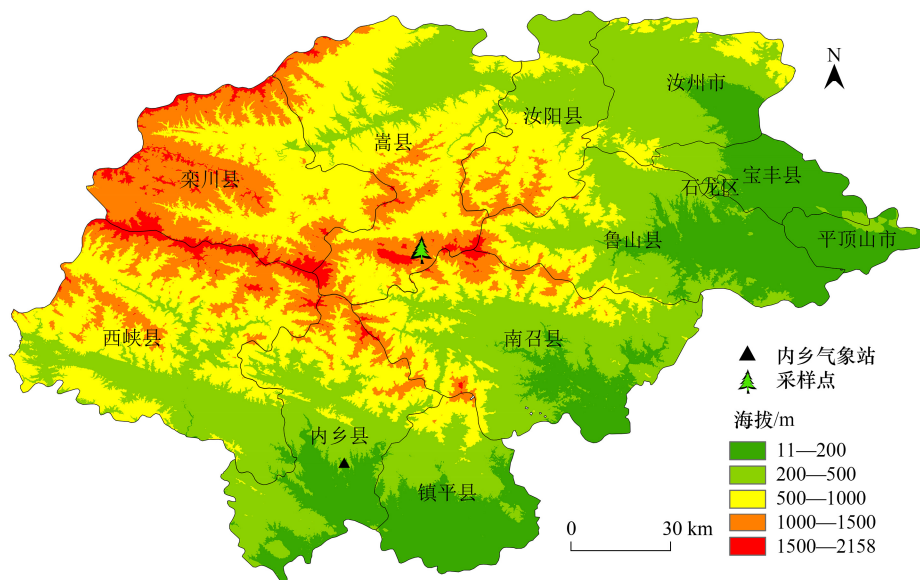 N
汝州市
汝阳县
嵩县
栾川县
石龙区
宝丰县
鲁山县
平顶山市
西峡县
南召县
内乡县
镇平县
内乡气象站
采样点
海拔/m
11—200
200—500
500—1000
1000—1500
1500—2158
0 30 km